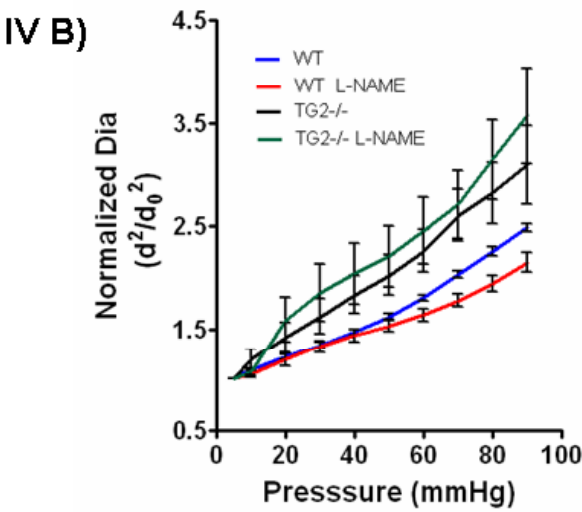 IV B)
4.5
3.5
2.5
1.5
0.5
Normalized Dia
(d²/d₀²)
WT
WT L-NAME
TG2-/-
TG2-/- L-NAME
0 20 40 60 80 100
Presssure (mmHg)